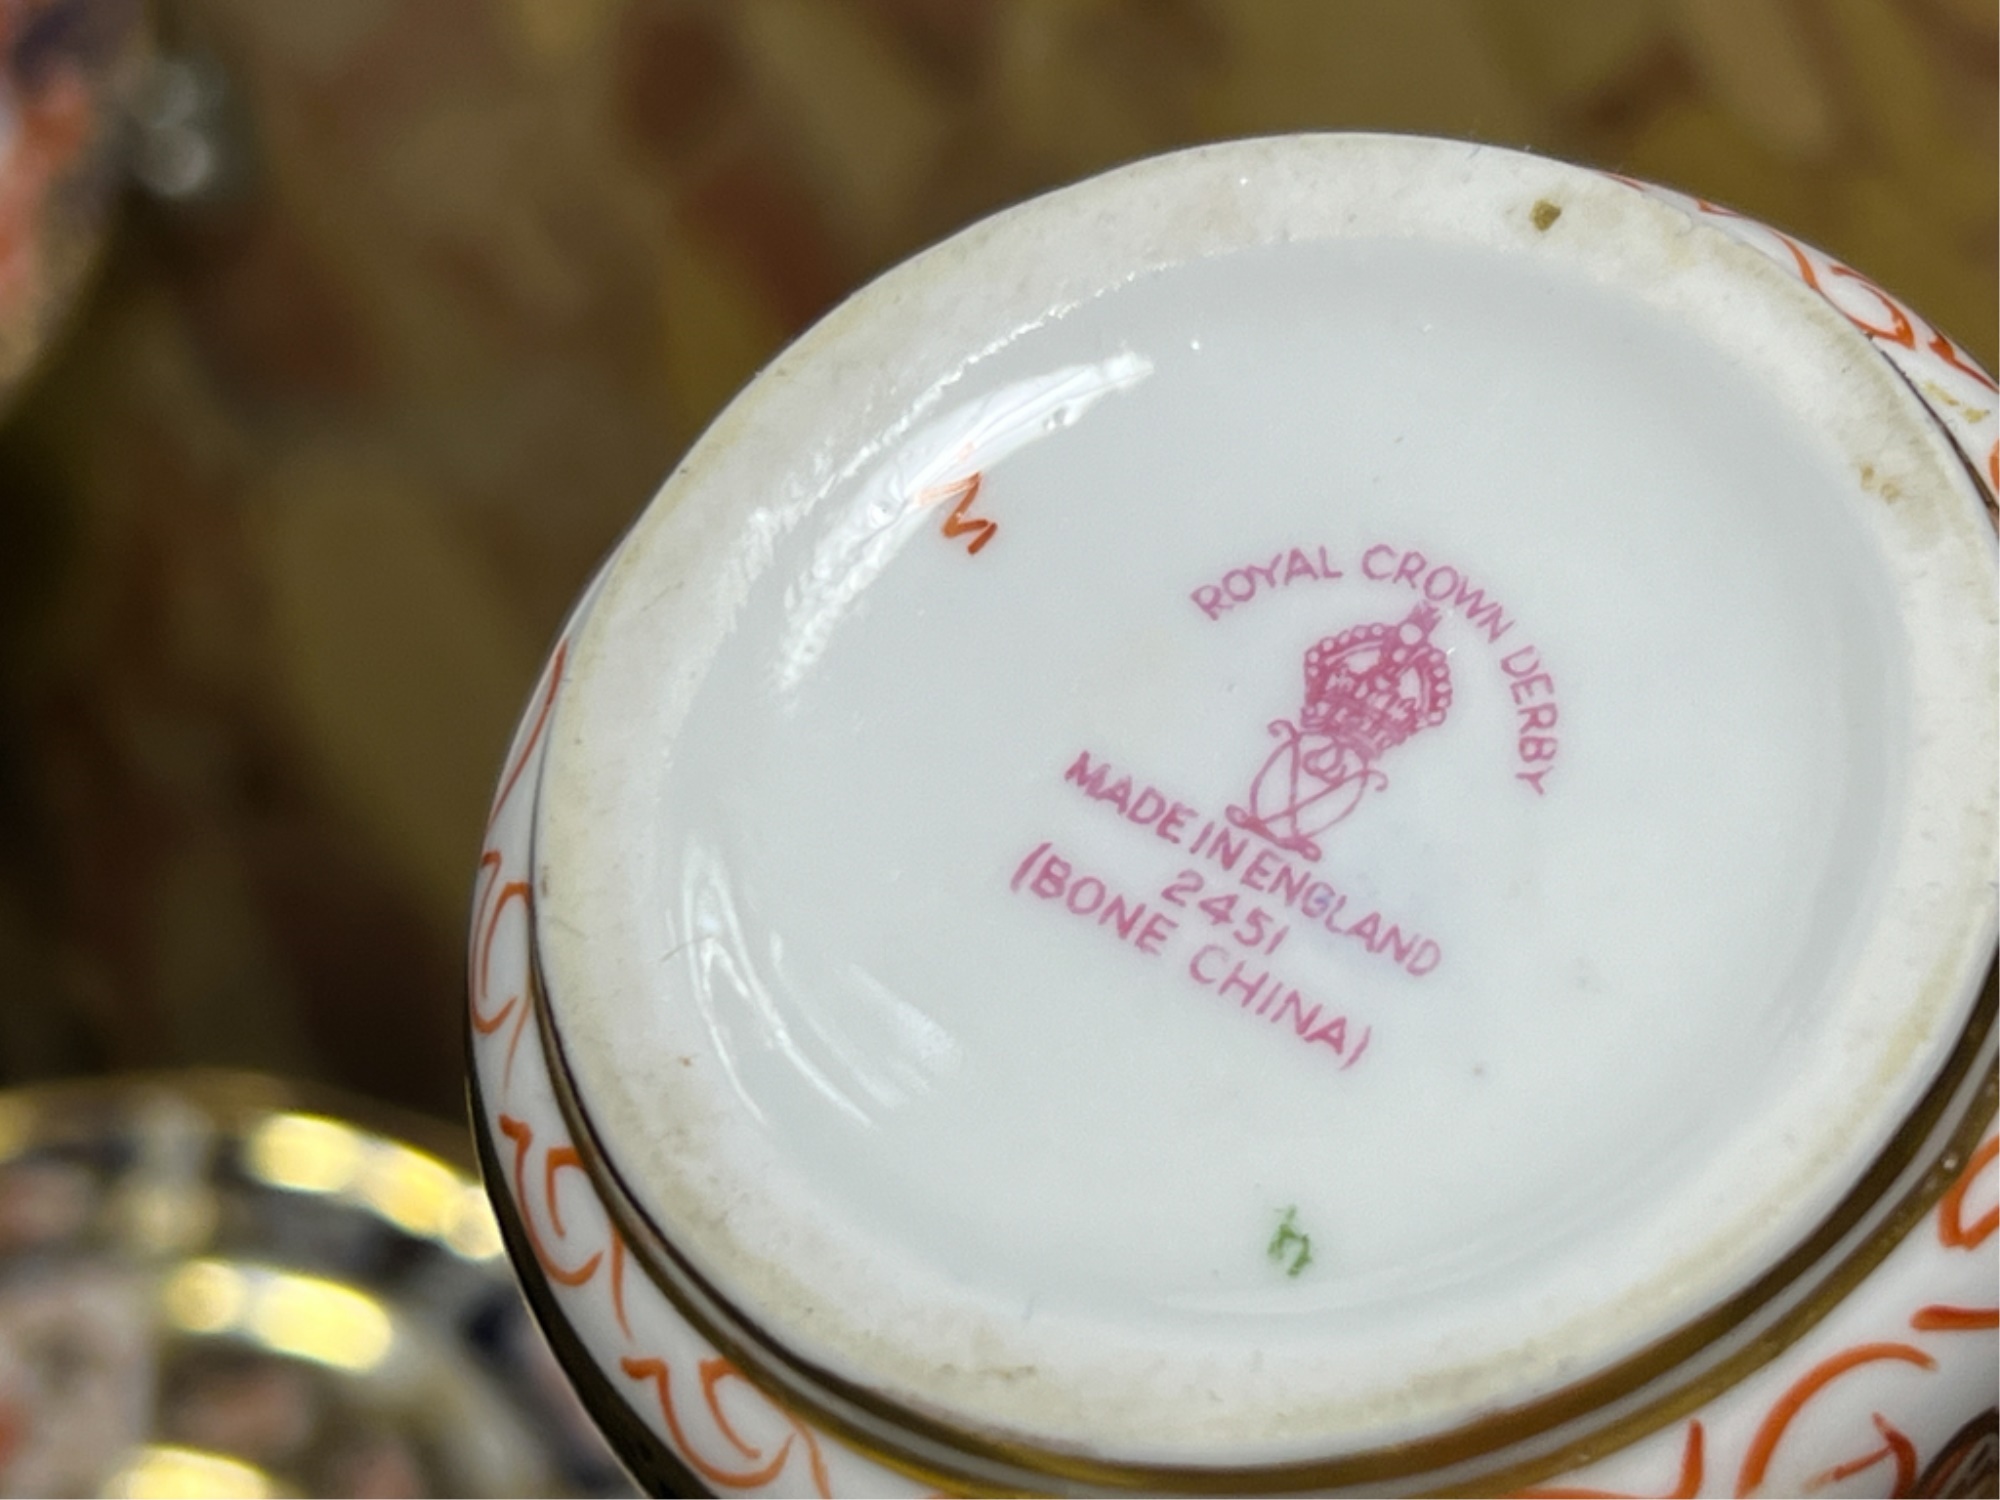 ROYAL CROWN DERBY
MADE IN ENGLAND
2451
(BONE CHINA)